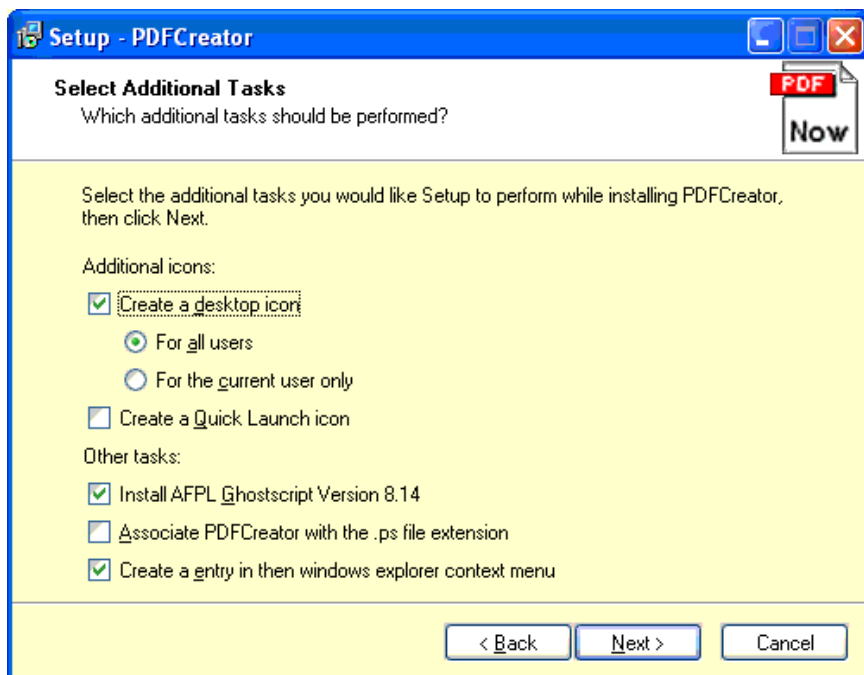 Setup - PDFCreator
Select Additional Tasks
Which additional tasks should be performed?
PDF
Now
Select the additional tasks you would like Setup to perform while installing PDFCreator,
then click Next.
Additional icons:
Create a desktop icon
For all users
For the current user only
Create a Quick Launch icon
Other tasks:
Install AFPL Ghostscript Version 8.14
Associate PDFCreator with the .ps file extension
Create a entry in then windows explorer context menu
< Back
Next >
Cancel